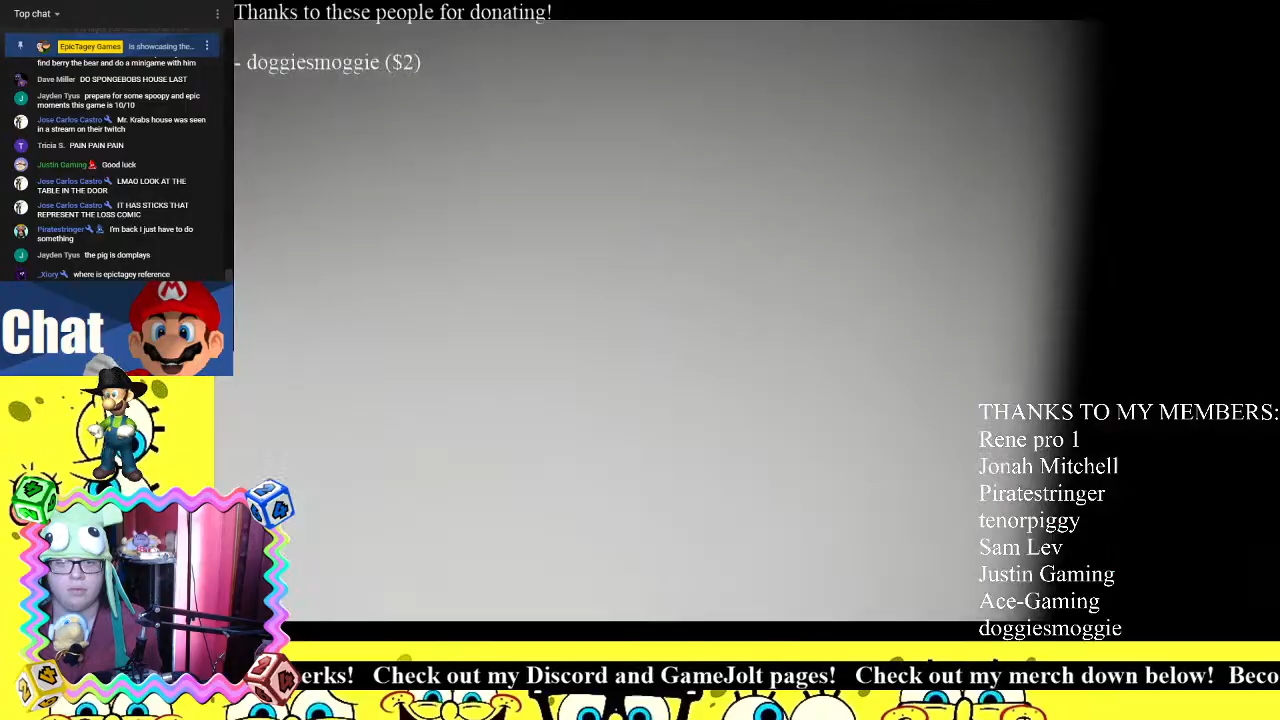 Top chat
EpicTagey Games is showcasing the...
find berry the bear and do a minigame with him
Dave Miller DO SPONGEBOBS HOUSE LAST
Jayden Tyus prepare for some spoopy and epic
moments this game is 10/10
Jose Carlos Castro Mr. Krabs house was seen
in a stream on their twitch
Tricia S. PAIN PAIN PAIN
Justin Gaming Good luck
Jose Carlos Castro LMAO LOOK AT THE
TABLE IN THE DOOR
Jose Carlos Castro IT HAS STICKS THAT
REPRESENT THE LOSS COMIC
Piratestringer I'm back I just have to do
something
Jayden Tyus the pig is domplays
_Xiory where is epictagey reference
Chat
Thanks to these people for donating!
- doggiesmoggie ($2)
THANKS TO MY MEMBERS:
Rene pro 1
Jonah Mitchell
Piratestringer
tenorpiggy
Sam Lev
Justin Gaming
Ace-Gaming
doggiesmoggie
erks! Check out my Discord and GameJolt pages! Check out my merch down below! Beco